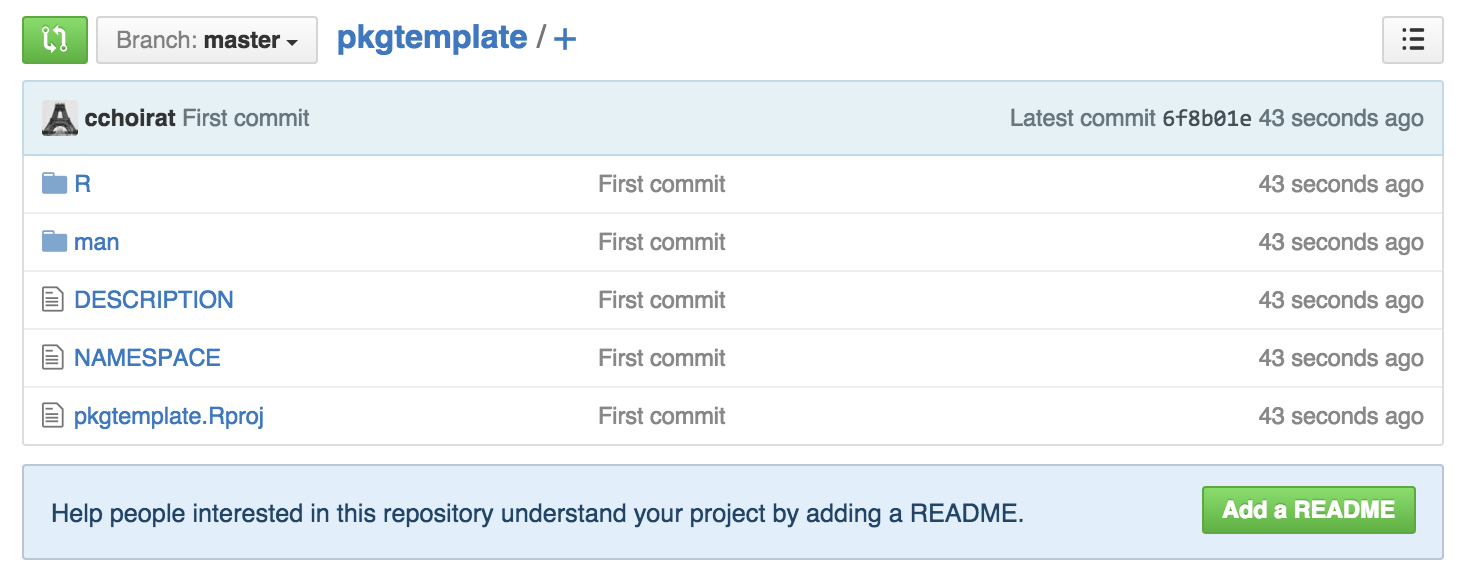 Branch: master pkgtemplate / +
cchoirat First commit Latest commit 6f8b01e 43 seconds ago
R First commit 43 seconds ago
man First commit 43 seconds ago
DESCRIPTION First commit 43 seconds ago
NAMESPACE First commit 43 seconds ago
pkgtemplate.Rproj First commit 43 seconds ago
Help people interested in this repository understand your project by adding a README. Add a README